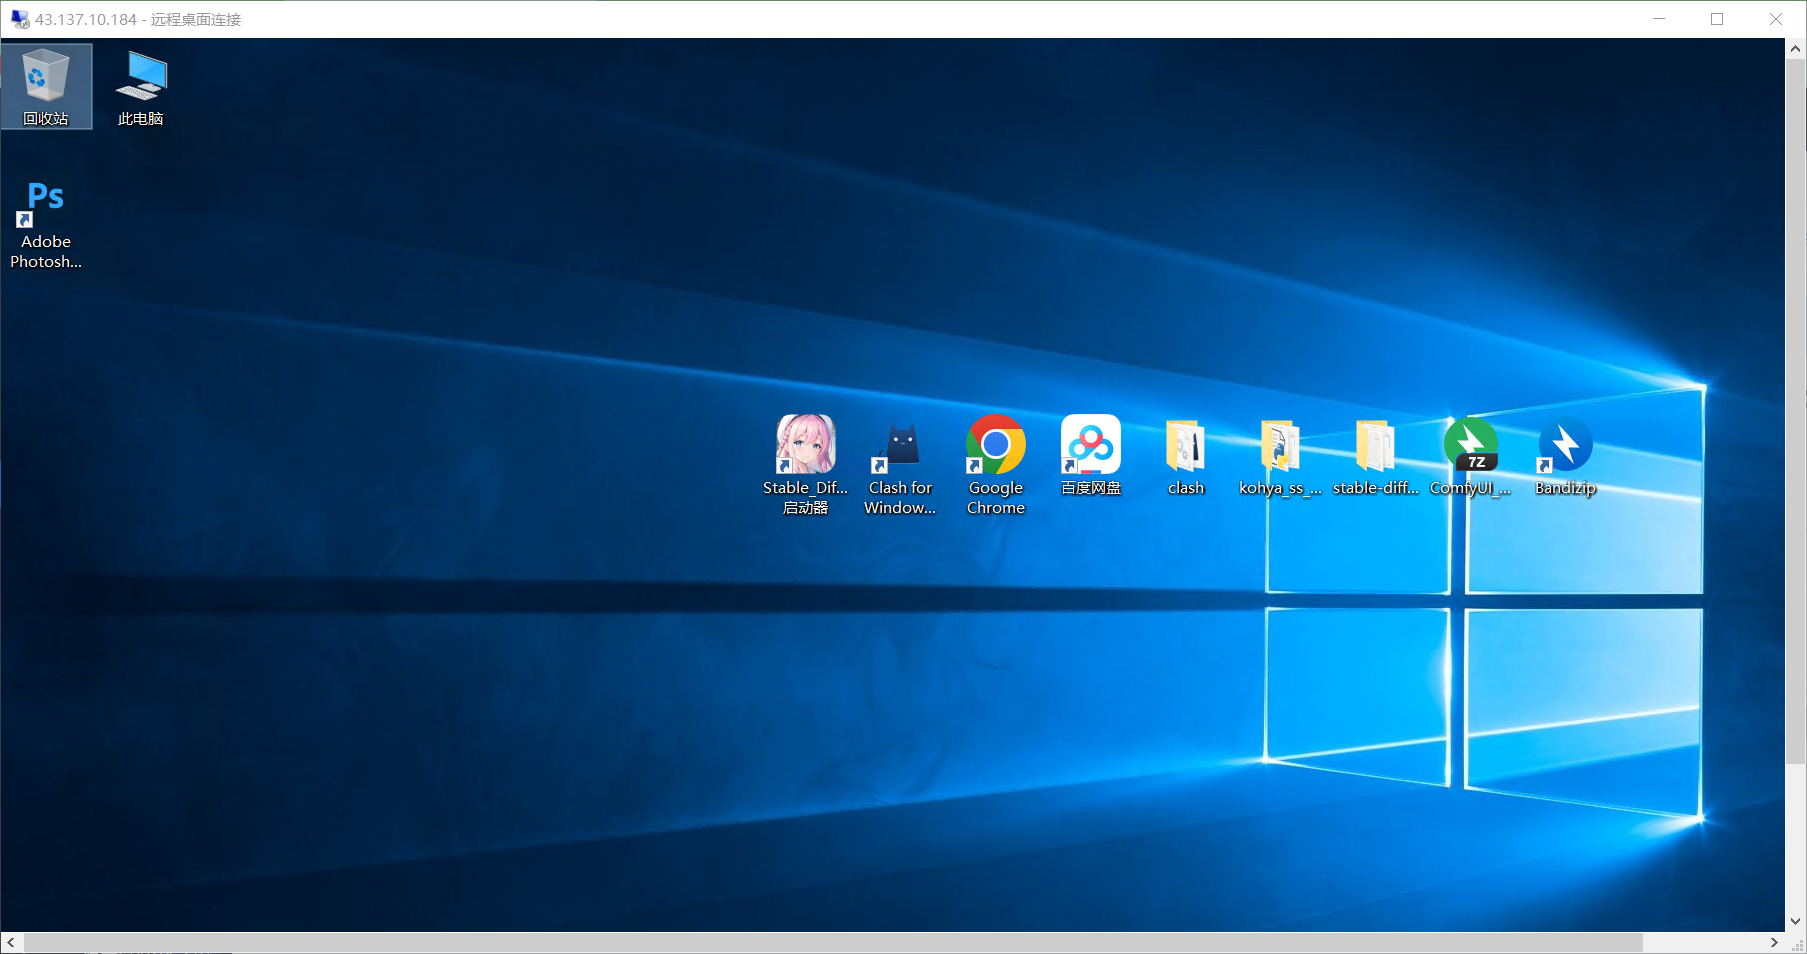 43.137.10.184 - 远程桌面连接
回收站
此电脑
Ps
Adobe
Photosh...
7Z
Stable_Dif...
启动器
Clash for
Window...
Google
Chrome
百度网盘
clash
kohya_ss_...
stable-diff...
ComfyUI_...
Bandizip